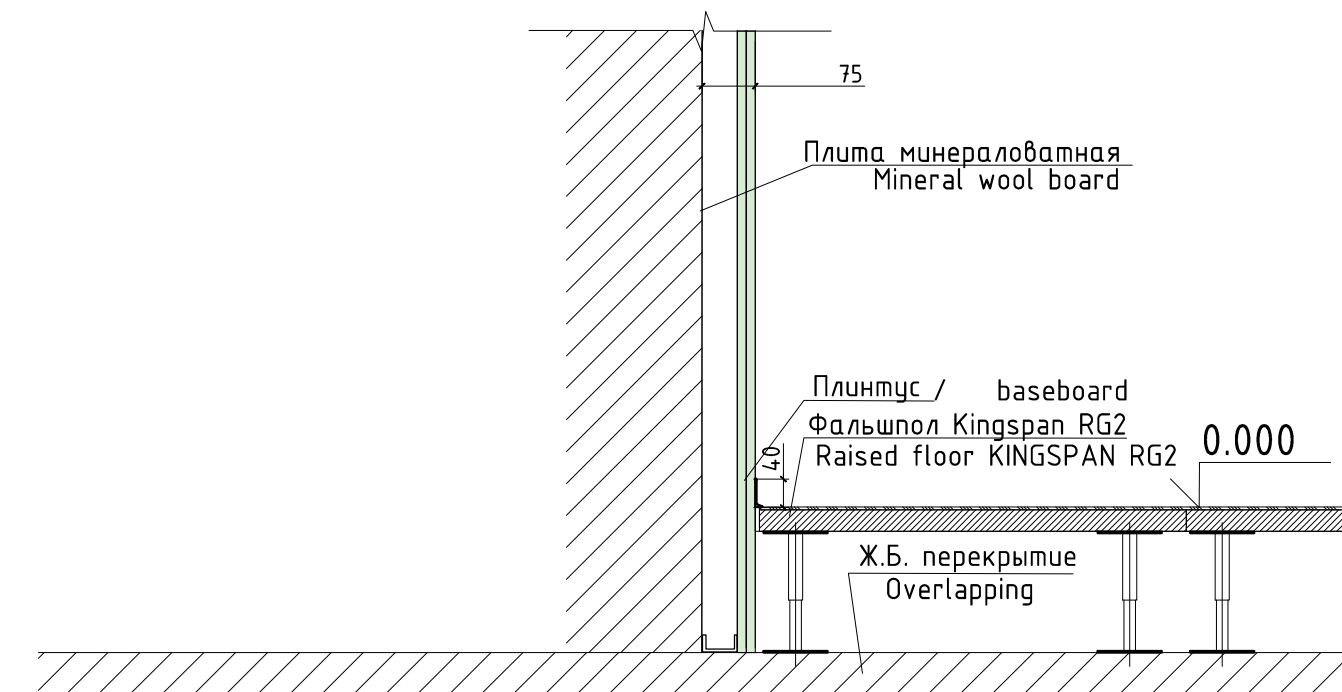 75
Плита минераловатная
Mineral wool board
Плинтус / baseboard
Фальшпол Kingspan RG2
Raised floor KINGSPAN RG2
40
0.000
Ж.Б. перекрытие
Overlapping